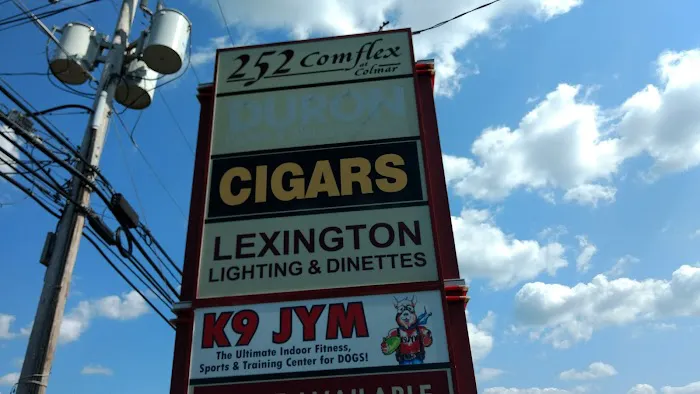 252 Comflex
at
Colmar
DURON
CIGARS
LEXINGTON
LIGHTING & DINETTES
K9 JYM
The Ultimate Indoor Fitness,
Sports & Training Center for DOGS!
AVAILABLE